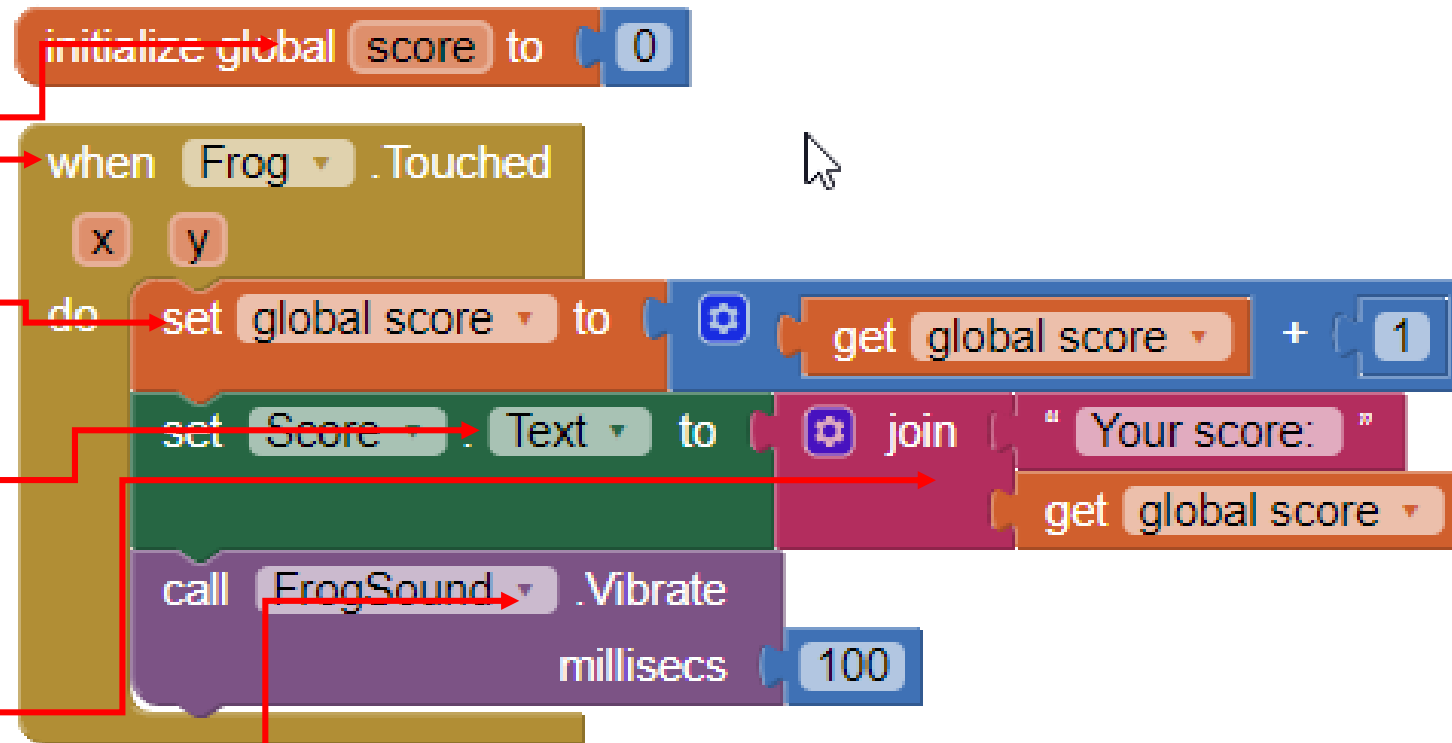 initialize global score to 0
when Frog .Touched
x y
do set global score to get global score + 1
set Score . Text to join “ Your score: ”
get global score
call FrogSound .Vibrate
millisecs 100